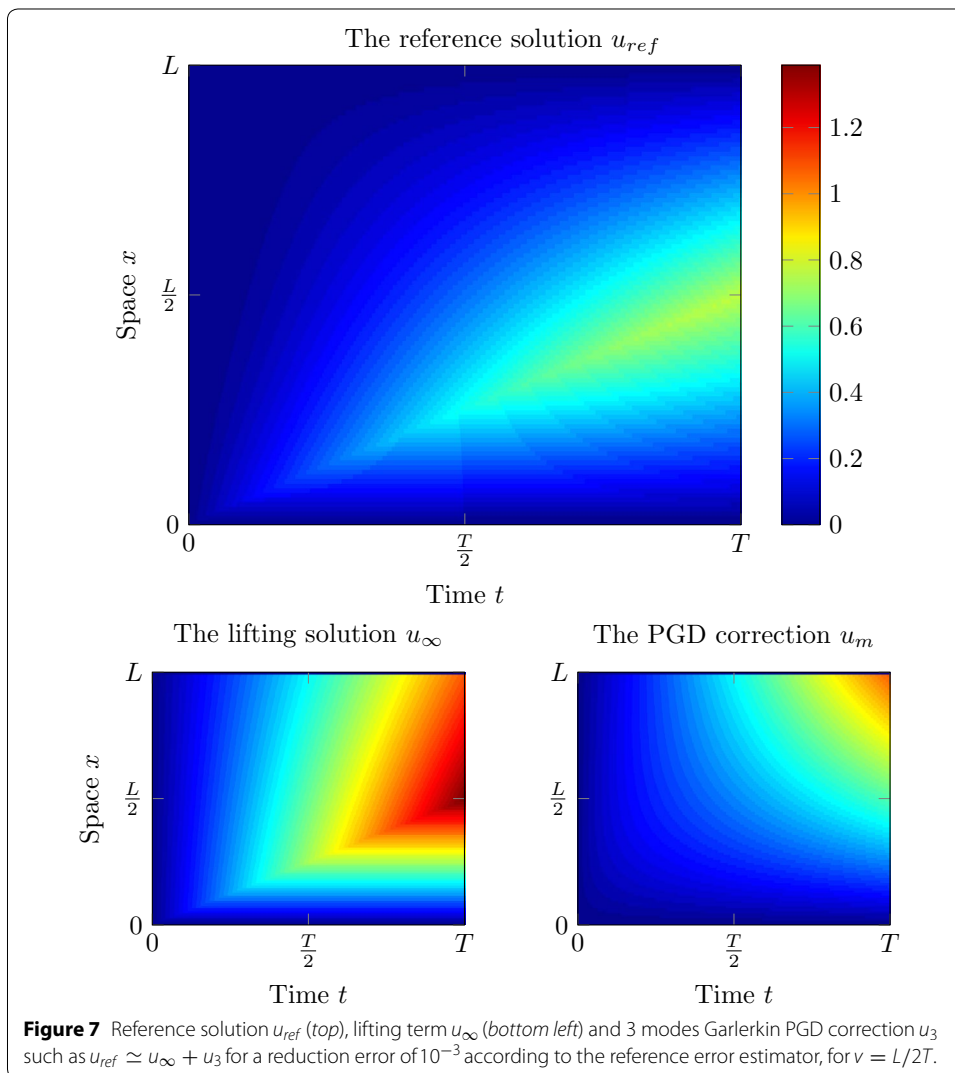 The reference solution u_ref
L
L/2
0
Space x
0
T/2
T
Time t
1.2
1
0.8
0.6
0.4
0.2
0
The lifting solution u_∞
L
L/2
0
Space x
0
T/2
T
Time t
The PGD correction u_m
L
L/2
0
0
T/2
T
Time t
Figure 7 Reference solution u_ref (top), lifting term u_∞ (bottom left) and 3 modes Garlerkin PGD correction u_3
such as u_ref ≃ u_∞ + u_3 for a reduction error of 10^−3 according to the reference error estimator, for v = L/2T.